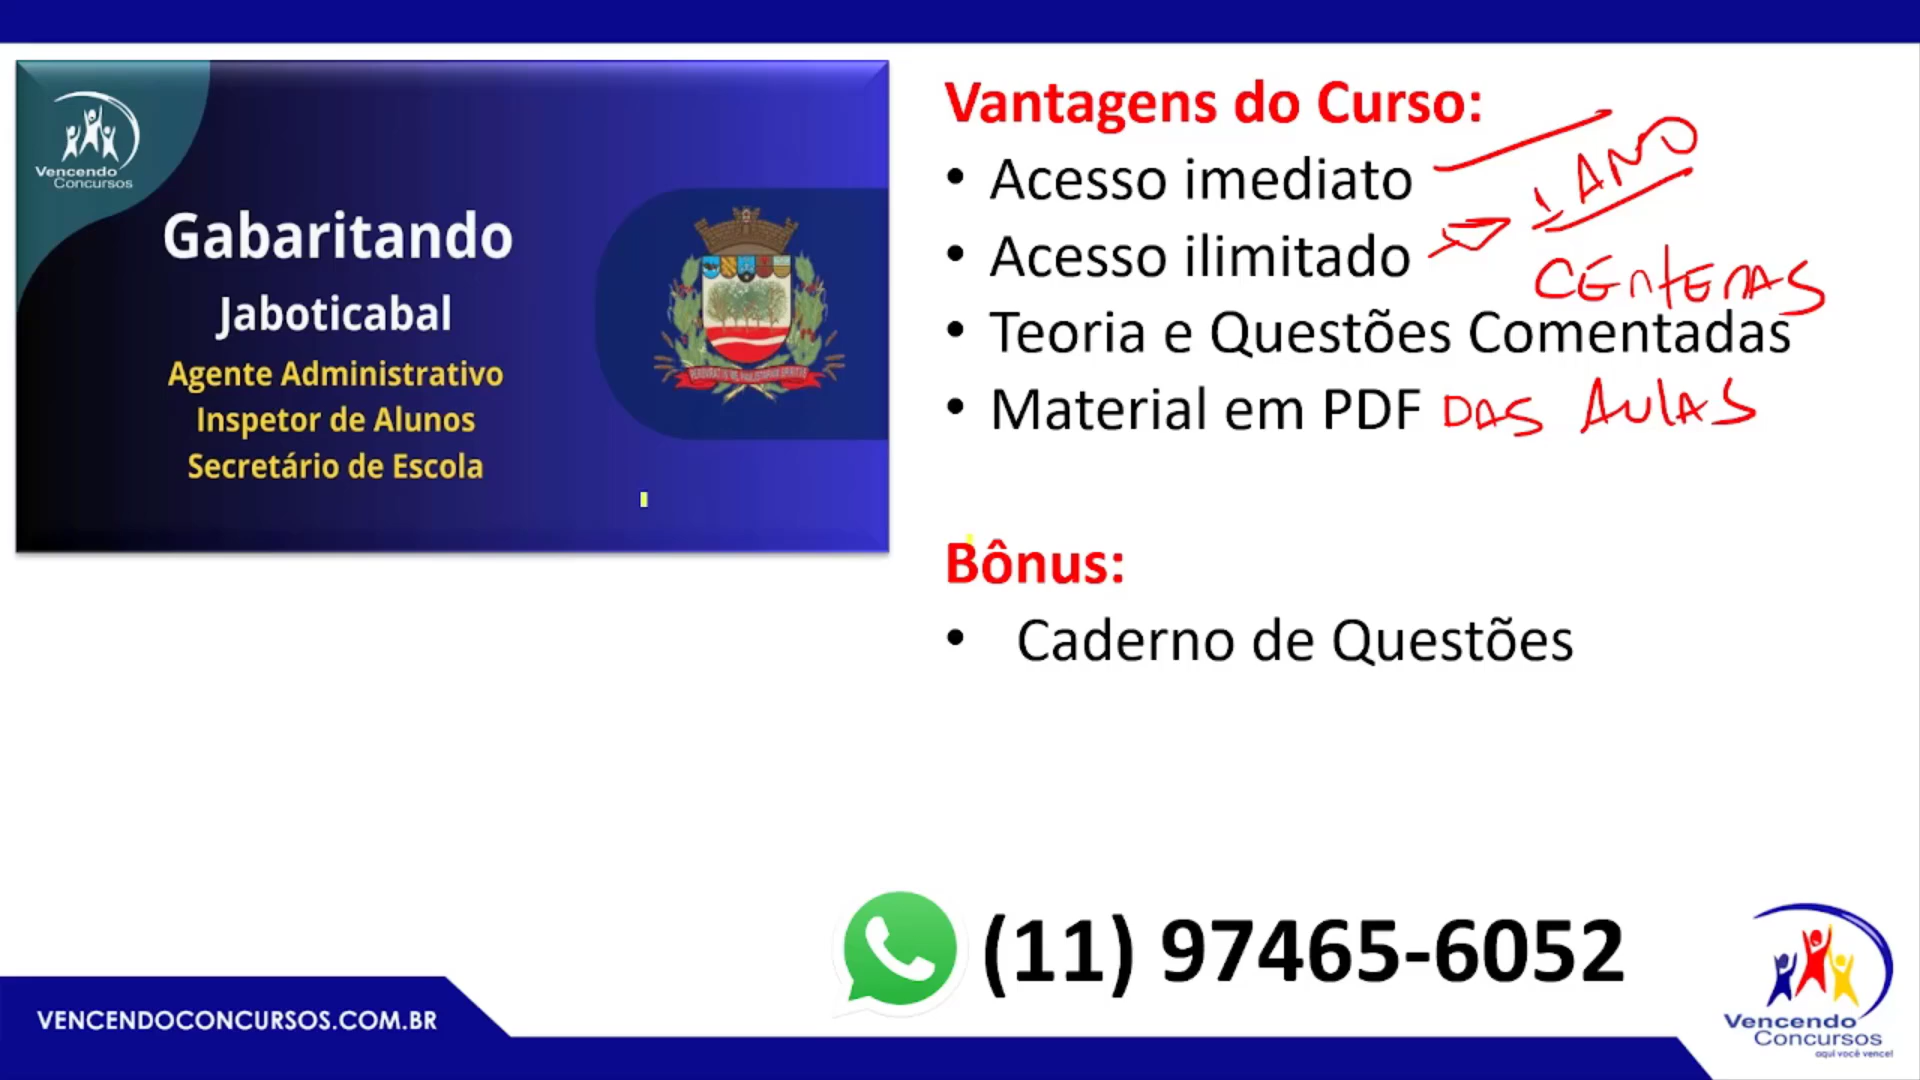 Vencendo
Concursos
Gabaritando
Jaboticabal
Agente Administrativo
Inspetor de Alunos
Secretário de Escola
Vantagens do Curso:
• Acesso imediato
• Acesso ilimitado 1 ANO
CENTENAS
• Teoria e Questões Comentadas
• Material em PDF DAS AULAS
Bônus:
• Caderno de Questões
(11) 97465-6052
VENCENDOCONCURSOS.COM.BR
Vencendo
Concursos
aqui você vence!